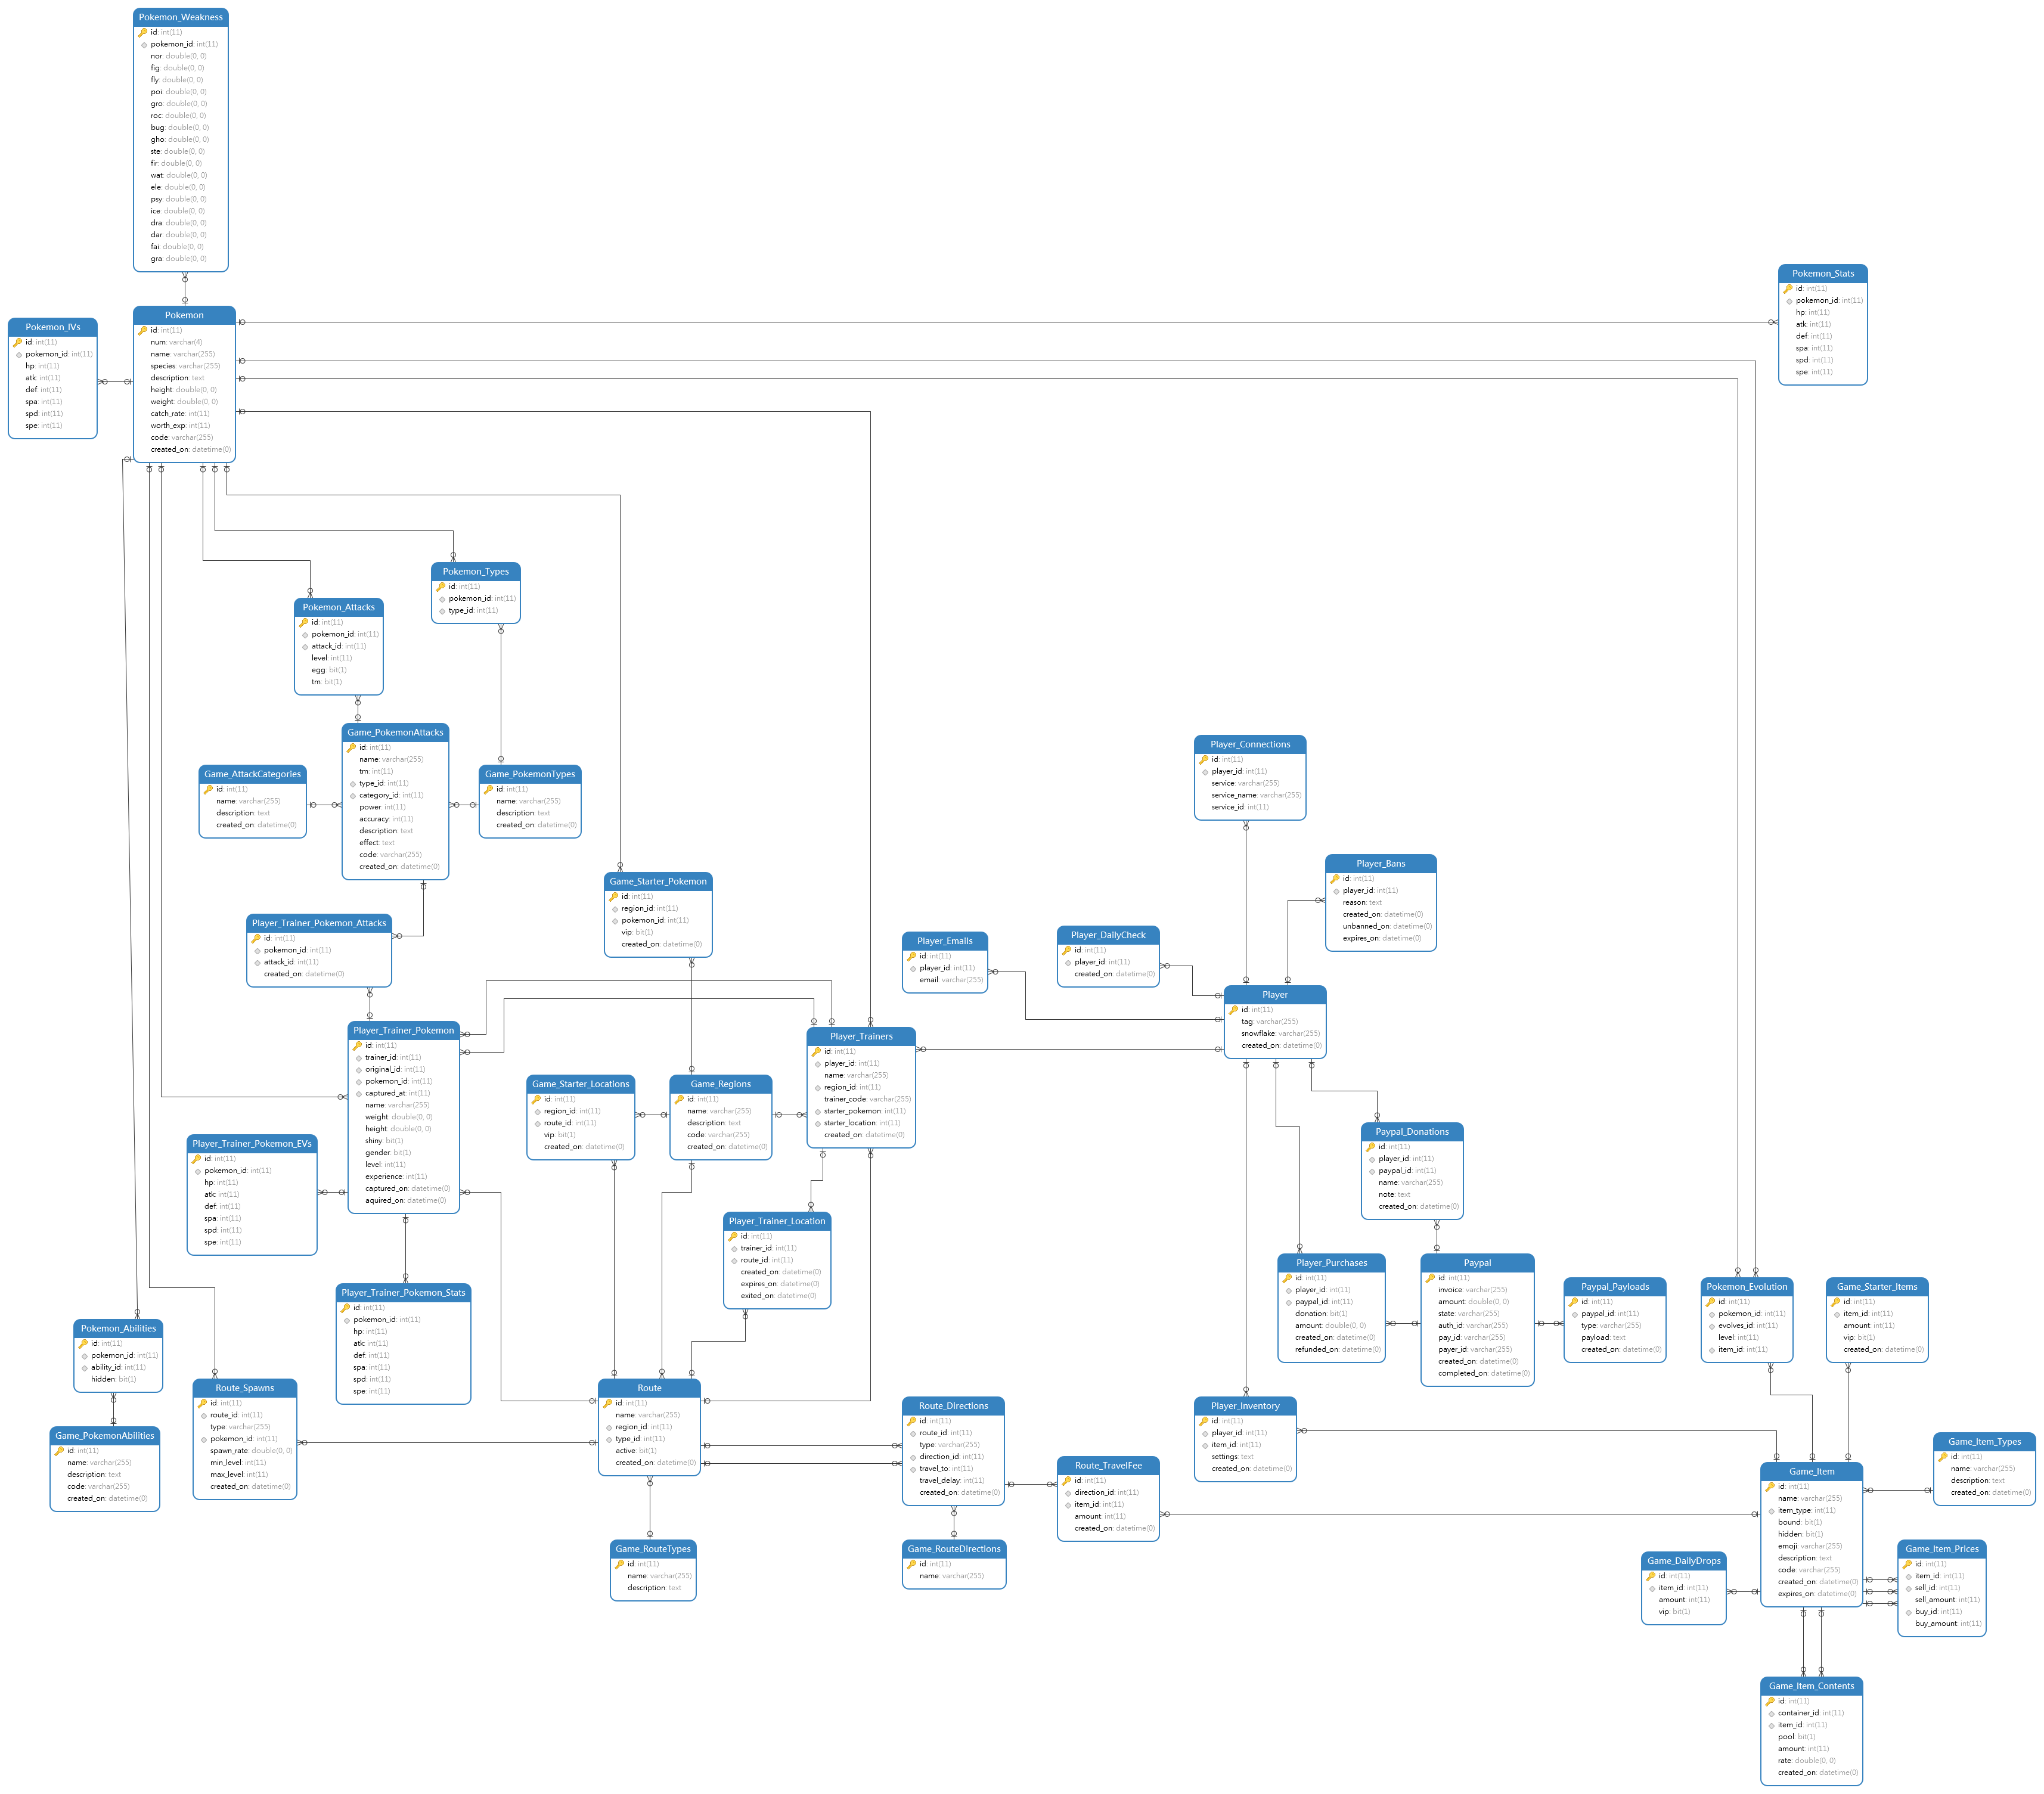 Pokemon_Weakness
id: int(11)
pokemon_id: int(11)
nor: double(0, 0)
fig: double(0, 0)
fly: double(0, 0)
poi: double(0, 0)
gro: double(0, 0)
roc: double(0, 0)
bug: double(0, 0)
gho: double(0, 0)
ste: double(0, 0)
fir: double(0, 0)
wat: double(0, 0)
ele: double(0, 0)
psy: double(0, 0)
ice: double(0, 0)
dra: double(0, 0)
dar: double(0, 0)
fai: double(0, 0)
gra: double(0, 0)
Pokemon_Stats
id: int(11)
pokemon_id: int(11)
hp: int(11)
atk: int(11)
def: int(11)
spa: int(11)
spd: int(11)
spe: int(11)
Pokemon
id: int(11)
num: varchar(4)
name: varchar(255)
species: varchar(255)
description: text
height: double(0, 0)
weight: double(0, 0)
catch_rate: int(11)
worth_exp: int(11)
code: varchar(255)
created_on: datetime(0)
Pokemon_IVs
id: int(11)
pokemon_id: int(11)
hp: int(11)
atk: int(11)
def: int(11)
spa: int(11)
spd: int(11)
spe: int(11)
Pokemon_Types
id: int(11)
pokemon_id: int(11)
type_id: int(11)
Pokemon_Attacks
id: int(11)
pokemon_id: int(11)
attack_id: int(11)
level: int(11)
egg: bit(1)
tm: bit(1)
Game_PokemonAttacks
id: int(11)
name: varchar(255)
tm: int(11)
type_id: int(11)
category_id: int(11)
power: int(11)
accuracy: int(11)
description: text
effect: text
code: varchar(255)
created_on: datetime(0)
Game_AttackCategories
id: int(11)
name: varchar(255)
description: text
created_on: datetime(0)
Game_PokemonTypes
id: int(11)
name: varchar(255)
description: text
created_on: datetime(0)
Player_Connections
id: int(11)
player_id: int(11)
service: varchar(255)
service_name: varchar(255)
service_id: int(11)
Player_Bans
id: int(11)
player_id: int(11)
reason: text
created_on: datetime(0)
unbanned_on: datetime(0)
expires_on: datetime(0)
Game_Starter_Pokemon
id: int(11)
region_id: int(11)
pokemon_id: int(11)
vip: bit(1)
created_on: datetime(0)
Player_Trainer_Pokemon_Attacks
id: int(11)
pokemon_id: int(11)
attack_id: int(11)
created_on: datetime(0)
Player_Emails
id: int(11)
player_id: int(11)
email: varchar(255)
Player_DailyCheck
id: int(11)
player_id: int(11)
created_on: datetime(0)
Player
id: int(11)
tag: varchar(255)
snowflake: varchar(255)
created_on: datetime(0)
Player_Trainer_Pokemon
id: int(11)
trainer_id: int(11)
original_id: int(11)
pokemon_id: int(11)
captured_at: int(11)
name: varchar(255)
weight: double(0, 0)
height: double(0, 0)
shiny: bit(1)
gender: bit(1)
level: int(11)
experience: int(11)
captured_on: datetime(0)
aquired_on: datetime(0)
Player_Trainers
id: int(11)
player_id: int(11)
name: varchar(255)
region_id: int(11)
trainer_code: varchar(255)
starter_pokemon: int(11)
starter_location: int(11)
created_on: datetime(0)
Game_Starter_Locations
id: int(11)
region_id: int(11)
route_id: int(11)
vip: bit(1)
created_on: datetime(0)
Game_Regions
id: int(11)
name: varchar(255)
description: text
code: varchar(255)
created_on: datetime(0)
Paypal_Donations
id: int(11)
player_id: int(11)
paypal_id: int(11)
name: varchar(255)
note: text
created_on: datetime(0)
Player_Trainer_Pokemon_EVs
id: int(11)
pokemon_id: int(11)
hp: int(11)
atk: int(11)
def: int(11)
spa: int(11)
spd: int(11)
spe: int(11)
Player_Trainer_Location
id: int(11)
trainer_id: int(11)
route_id: int(11)
created_on: datetime(0)
expires_on: datetime(0)
exited_on: datetime(0)
Player_Purchases
id: int(11)
player_id: int(11)
paypal_id: int(11)
donation: bit(1)
amount: double(0, 0)
created_on: datetime(0)
refunded_on: datetime(0)
Paypal
id: int(11)
invoice: varchar(255)
amount: double(0, 0)
state: varchar(255)
auth_id: varchar(255)
pay_id: varchar(255)
payer_id: varchar(255)
created_on: datetime(0)
completed_on: datetime(0)
Paypal_Payloads
id: int(11)
paypal_id: int(11)
type: varchar(255)
payload: text
created_on: datetime(0)
Pokemon_Evolution
id: int(11)
pokemon_id: int(11)
evolves_id: int(11)
level: int(11)
item_id: int(11)
Game_Starter_Items
id: int(11)
item_id: int(11)
amount: int(11)
vip: bit(1)
created_on: datetime(0)
Player_Trainer_Pokemon_Stats
id: int(11)
pokemon_id: int(11)
hp: int(11)
atk: int(11)
def: int(11)
spa: int(11)
spd: int(11)
spe: int(11)
Pokemon_Abilities
id: int(11)
pokemon_id: int(11)
ability_id: int(11)
hidden: bit(1)
Route_Spawns
id: int(11)
route_id: int(11)
type: varchar(255)
pokemon_id: int(11)
spawn_rate: double(0, 0)
min_level: int(11)
max_level: int(11)
created_on: datetime(0)
Route
id: int(11)
name: varchar(255)
region_id: int(11)
type_id: int(11)
active: bit(1)
created_on: datetime(0)
Route_Directions
id: int(11)
route_id: int(11)
type: varchar(255)
direction_id: int(11)
travel_to: int(11)
travel_delay: int(11)
created_on: datetime(0)
Player_Inventory
id: int(11)
player_id: int(11)
item_id: int(11)
settings: text
created_on: datetime(0)
Game_PokemonAbilities
id: int(11)
name: varchar(255)
description: text
code: varchar(255)
created_on: datetime(0)
Route_TravelFee
id: int(11)
direction_id: int(11)
item_id: int(11)
amount: int(11)
created_on: datetime(0)
Game_Item_Types
id: int(11)
name: varchar(255)
description: text
created_on: datetime(0)
Game_Item
id: int(11)
name: varchar(255)
item_type: int(11)
bound: bit(1)
hidden: bit(1)
emoji: varchar(255)
description: text
code: varchar(255)
created_on: datetime(0)
expires_on: datetime(0)
Game_RouteTypes
id: int(11)
name: varchar(255)
description: text
Game_RouteDirections
id: int(11)
name: varchar(255)
Game_DailyDrops
id: int(11)
item_id: int(11)
amount: int(11)
vip: bit(1)
Game_Item_Prices
id: int(11)
item_id: int(11)
sell_id: int(11)
sell_amount: int(11)
buy_id: int(11)
buy_amount: int(11)
Game_Item_Contents
id: int(11)
container_id: int(11)
item_id: int(11)
pool: bit(1)
amount: int(11)
rate: double(0, 0)
created_on: datetime(0)